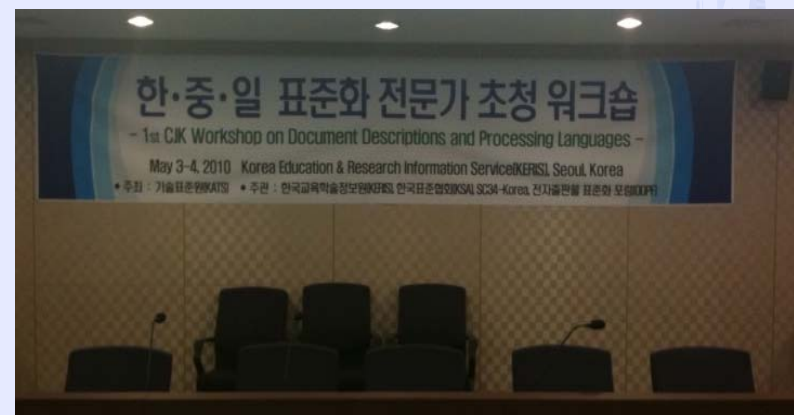 한·중·일 표준화 전문가 초청 워크숍
- 1st CJK Workshop on Document Descriptions and Processing Languages -
May 3-4, 2010 Korea Education & Research Information Service(KERIS), Seoul, Korea
• 주최 : 기술표준원(KATS) • 주관 : 한국교육학술정보원(KERIS), 한국표준협회(KSA), SC34-Korea, 전자출판물 표준화 포럼(ODPF)